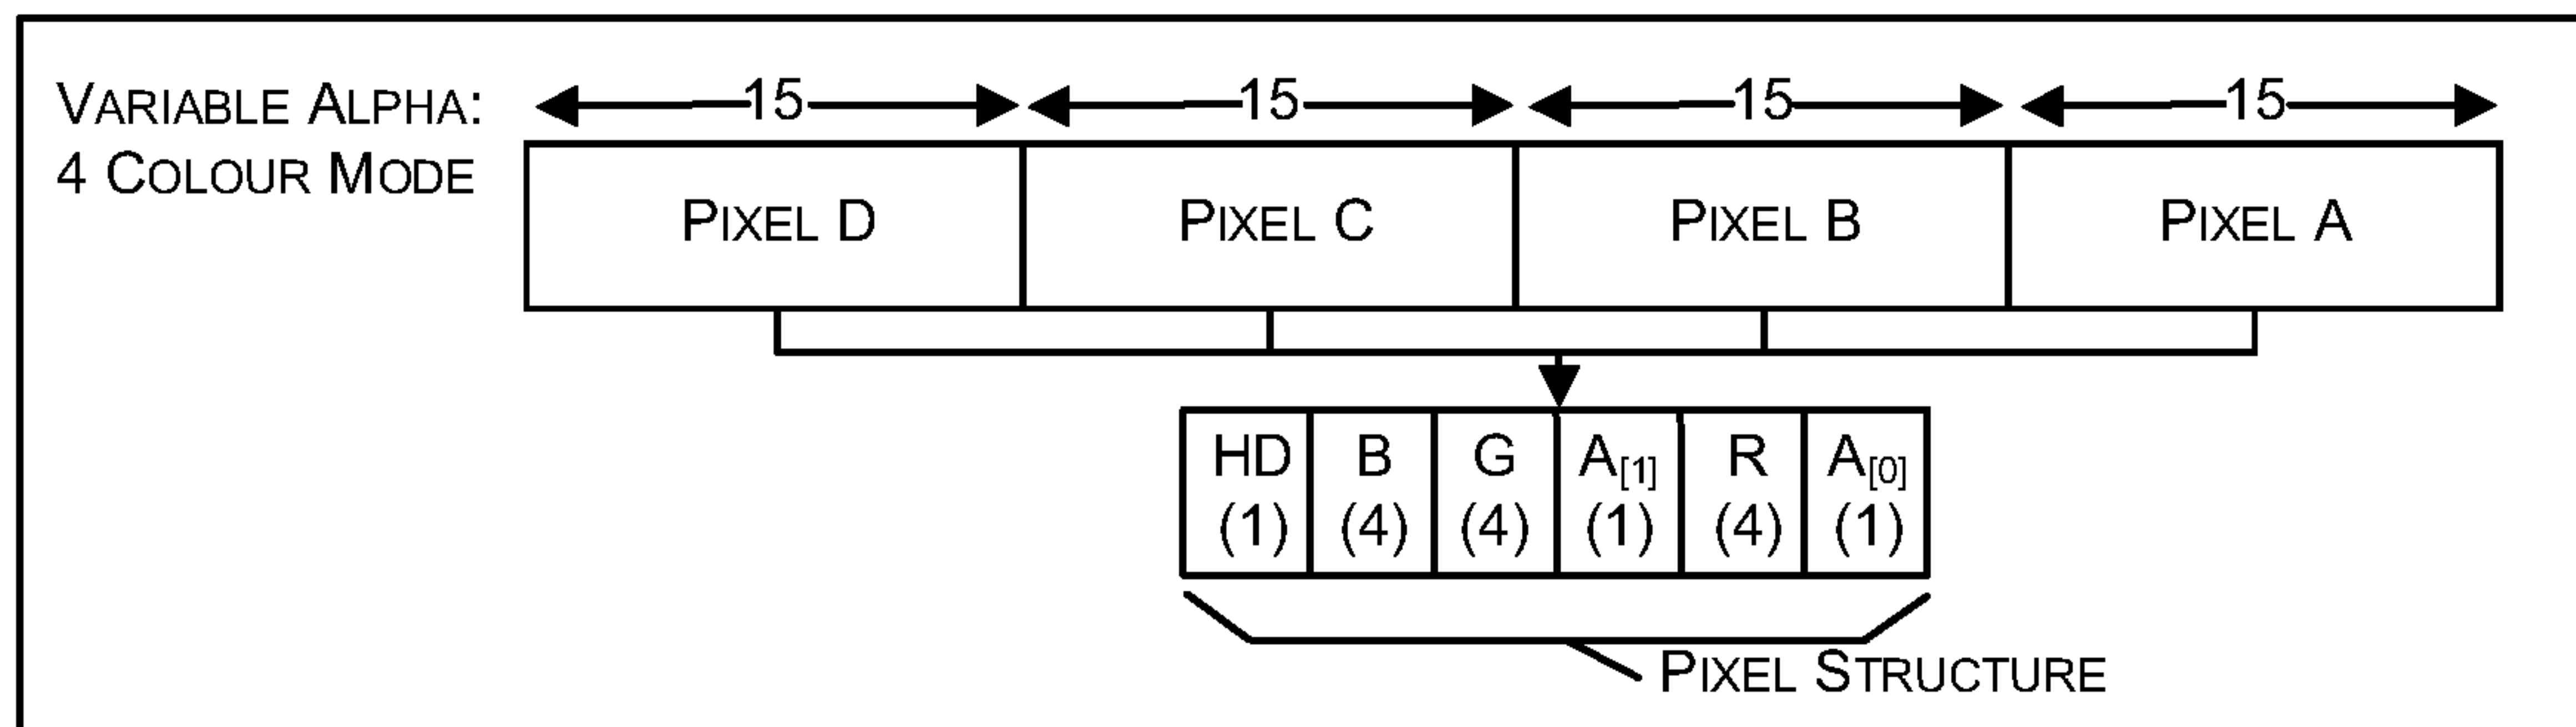 VARIABLE ALPHA:
4 COLOUR MODE
15 15 15 15
PIXEL D PIXEL C PIXEL B PIXEL A
HD B G A[1] R A[0]
(1) (4) (4) (1) (4) (1)
PIXEL STRUCTURE